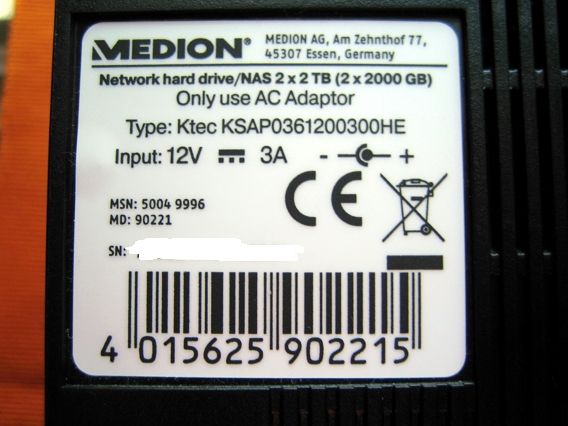 MEDION® MEDION AG, Am Zehnthof 77,
45307 Essen, Germany
Network hard drive/NAS 2 x 2 TB (2 x 2000 GB)
Only use AC Adaptor
Type: Ktec KSAP0361200300HE
Input: 12V ⎓ 3A - +
CE
MSN: 5004 9996
MD: 90221
SN:
4 015625 902215